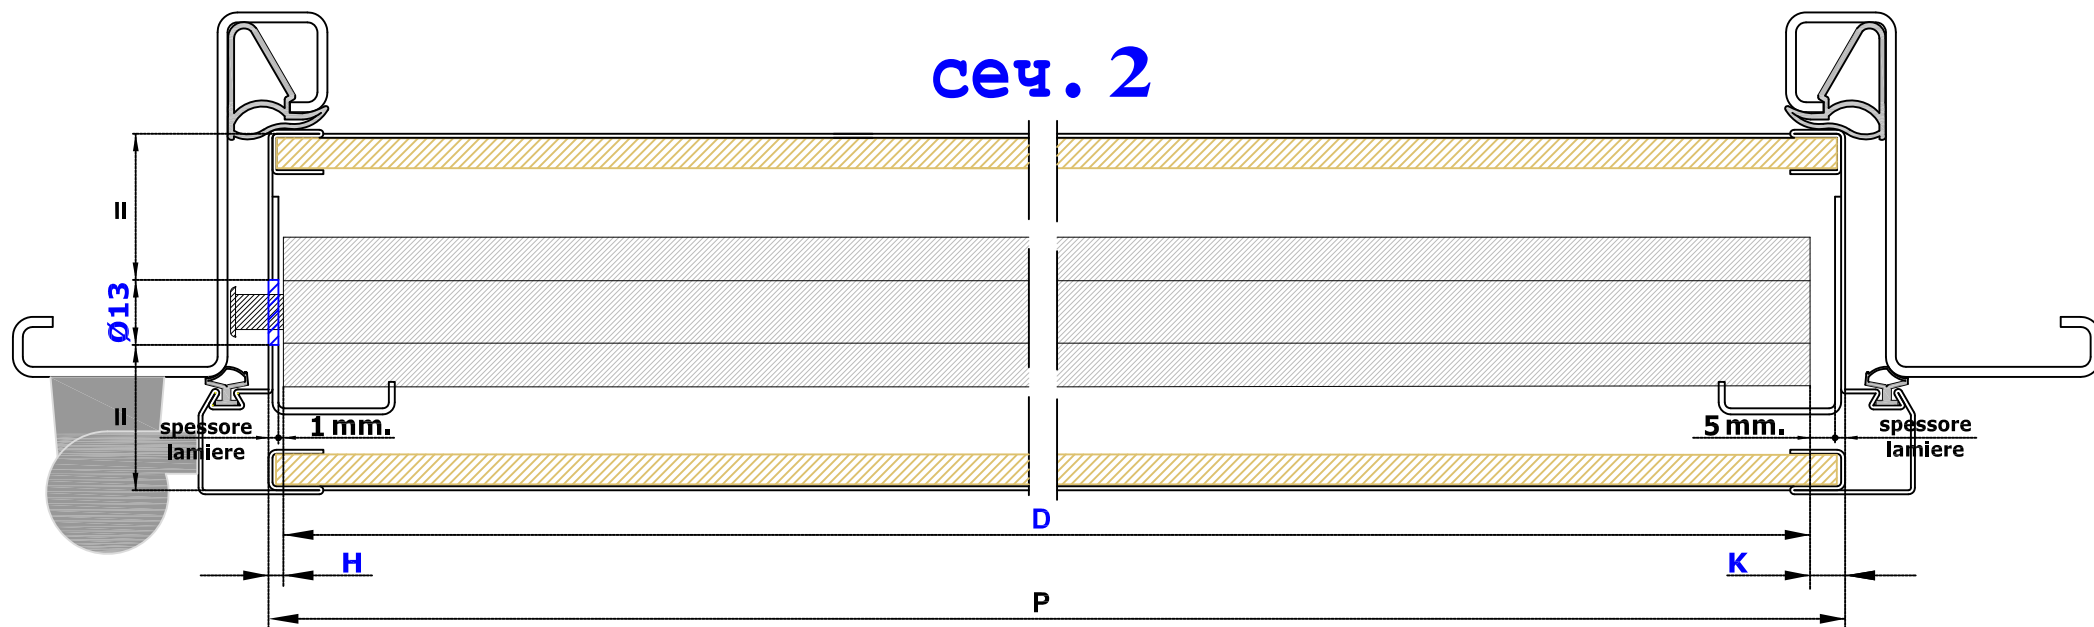 сеч. 2
=
Ø13
=
spessore
lamiere
1 mm.
5 mm.
spessore
lamiere
D
H
K
P